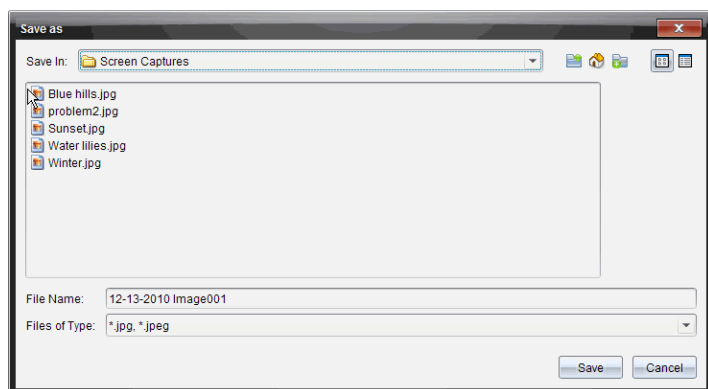 Save as
Save In: Screen Captures
Blue hills.jpg
problem2.jpg
Sunset.jpg
Water lilies.jpg
Winter.jpg
File Name: 12-13-2010 Image001
Files of Type: *.jpg, *.jpeg
Save Cancel